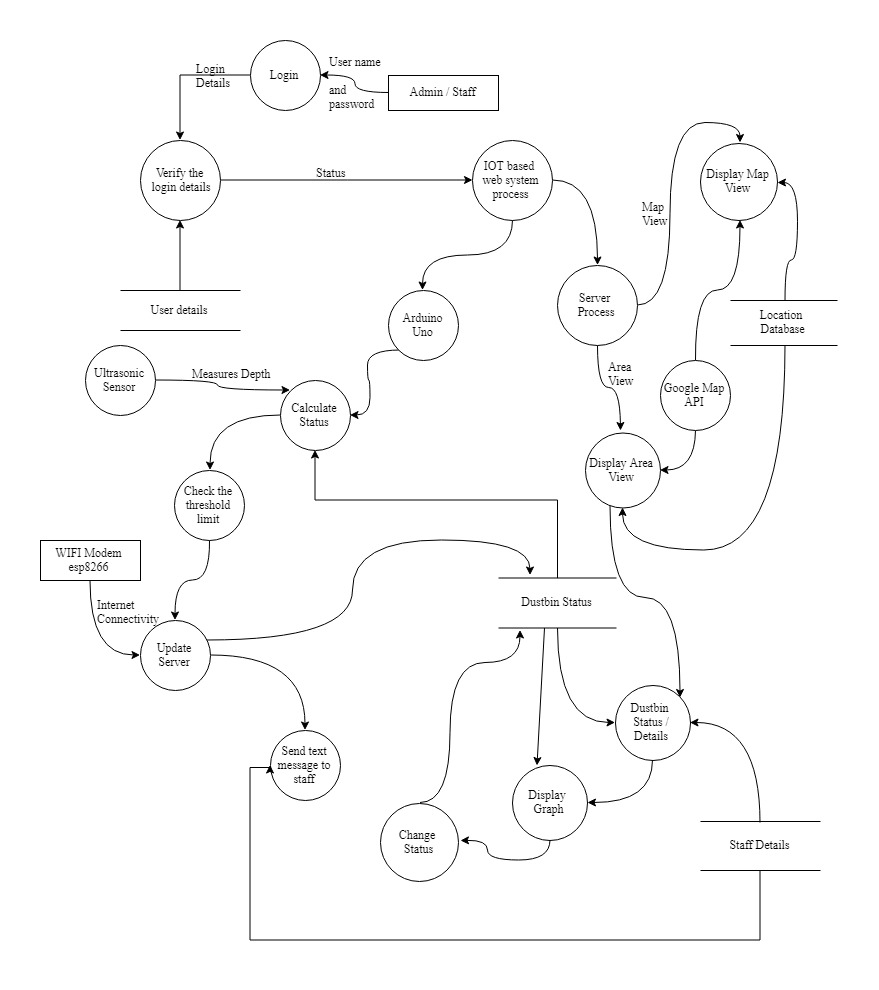 User name
Login
Details
Login
and
password
Admin / Staff
Verify the
login details
Status
IOT based
web system
process
Display Map
View
Map
View
User details
Arduino
Uno
Server
Process
Location
Database
Ultrasonic
Sensor
Measures Depth
Area
View
Google Map
API
Calculate
Status
Display Area
View
Check the
threshold
limit
WIFI Modem
esp8266
Internet
Connectivity
Dustbin Status
Update
Server
Dustbin
Status /
Details
Send text
message to
staff
Display
Graph
Change
Status
Staff Details